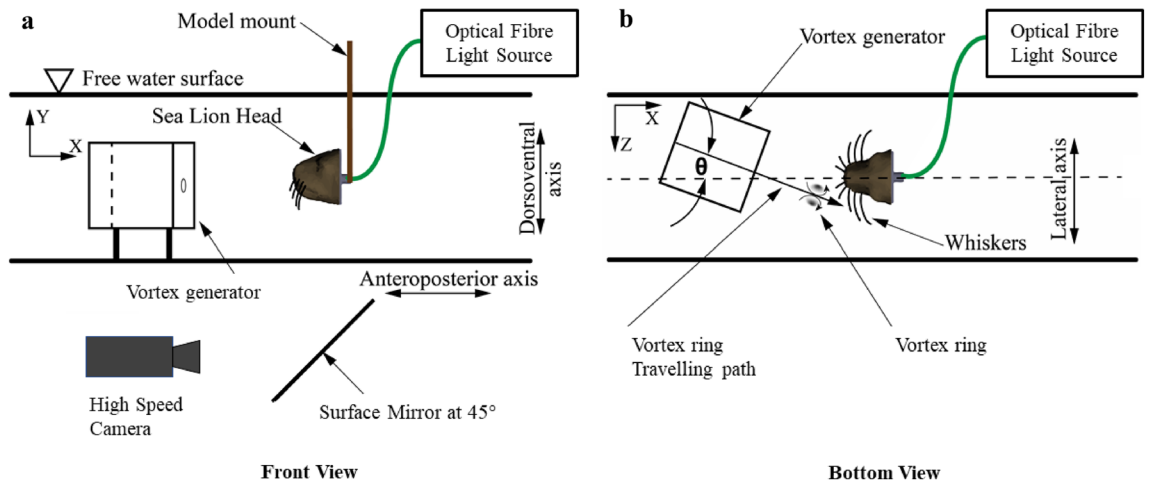 a
Model mount
Optical Fibre
Light Source
Free water surface
Y
X
Sea Lion Head
Dorsoventral
axis
Vortex generator
Anteroposterior axis
High Speed
Camera
Surface Mirror at 45°
Front View
b
Vortex generator
Optical Fibre
Light Source
X
Z
θ
Lateral axis
Whiskers
Vortex ring
Travelling path
Vortex ring
Bottom View